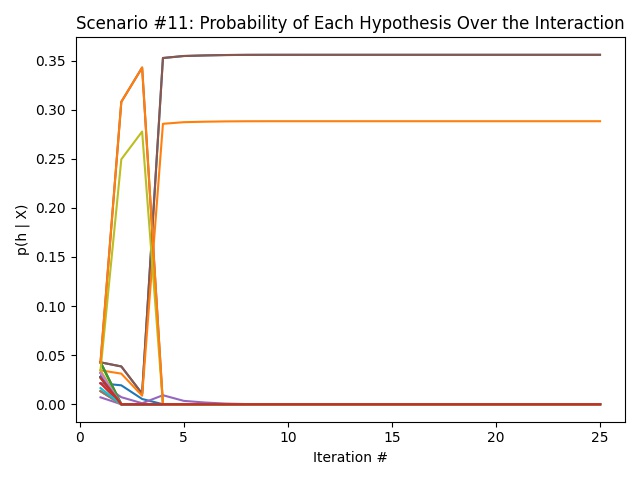 Scenario #11: Probability of Each Hypothesis Over the Interaction
0.35
0.30
0.25
0.20
0.15
0.10
0.05
0.00
p(h | X)
0 5 10 15 20 25
Iteration #